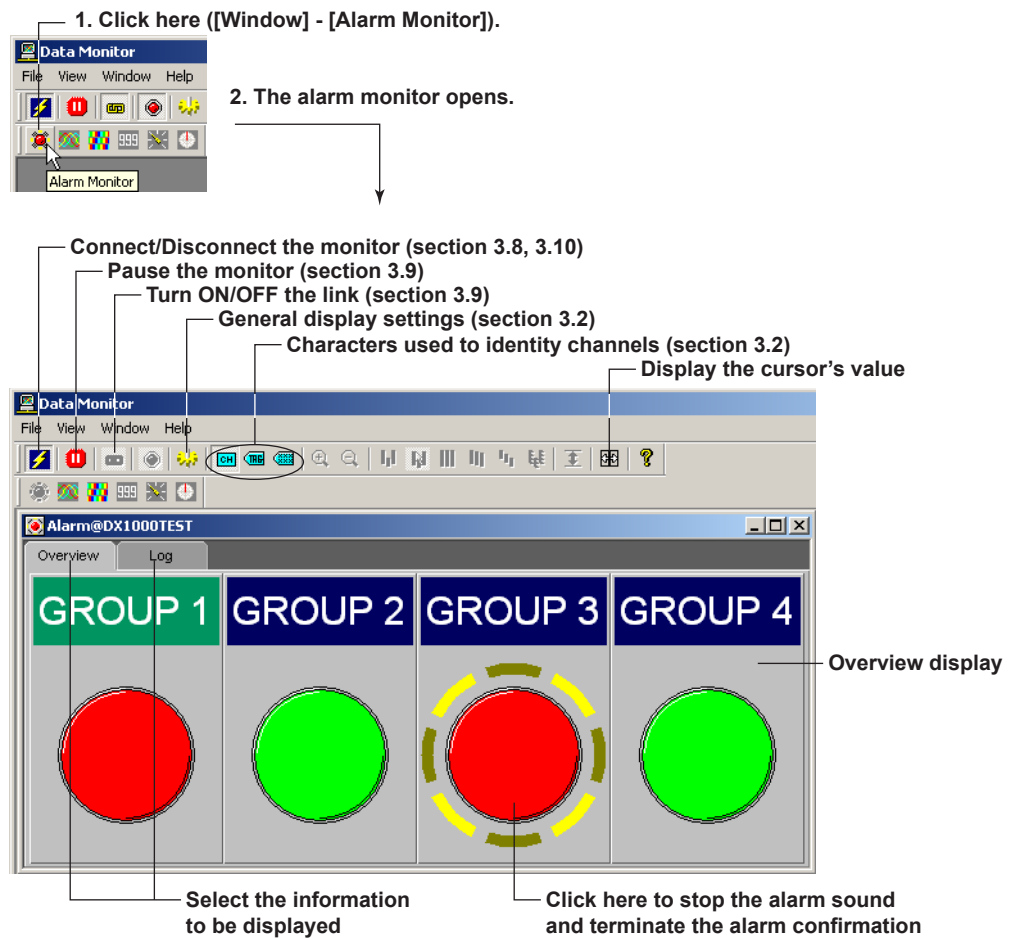 1. Click here ([Window] - [Alarm Monitor]).
Data Monitor
File View Window Help
999
Alarm Monitor
2. The alarm monitor opens.
Connect/Disconnect the monitor (section 3.8, 3.10)
Pause the monitor (section 3.9)
Turn ON/OFF the link (section 3.9)
General display settings (section 3.2)
Characters used to identity channels (section 3.2)
Display the cursor's value
Data Monitor
File View Window Help
CH TAG ?
999
Alarm@DX1000TEST
Overview Log
GROUP 1 GROUP 2 GROUP 3 GROUP 4
Overview display
Select the information
to be displayed
Click here to stop the alarm sound
and terminate the alarm confirmation